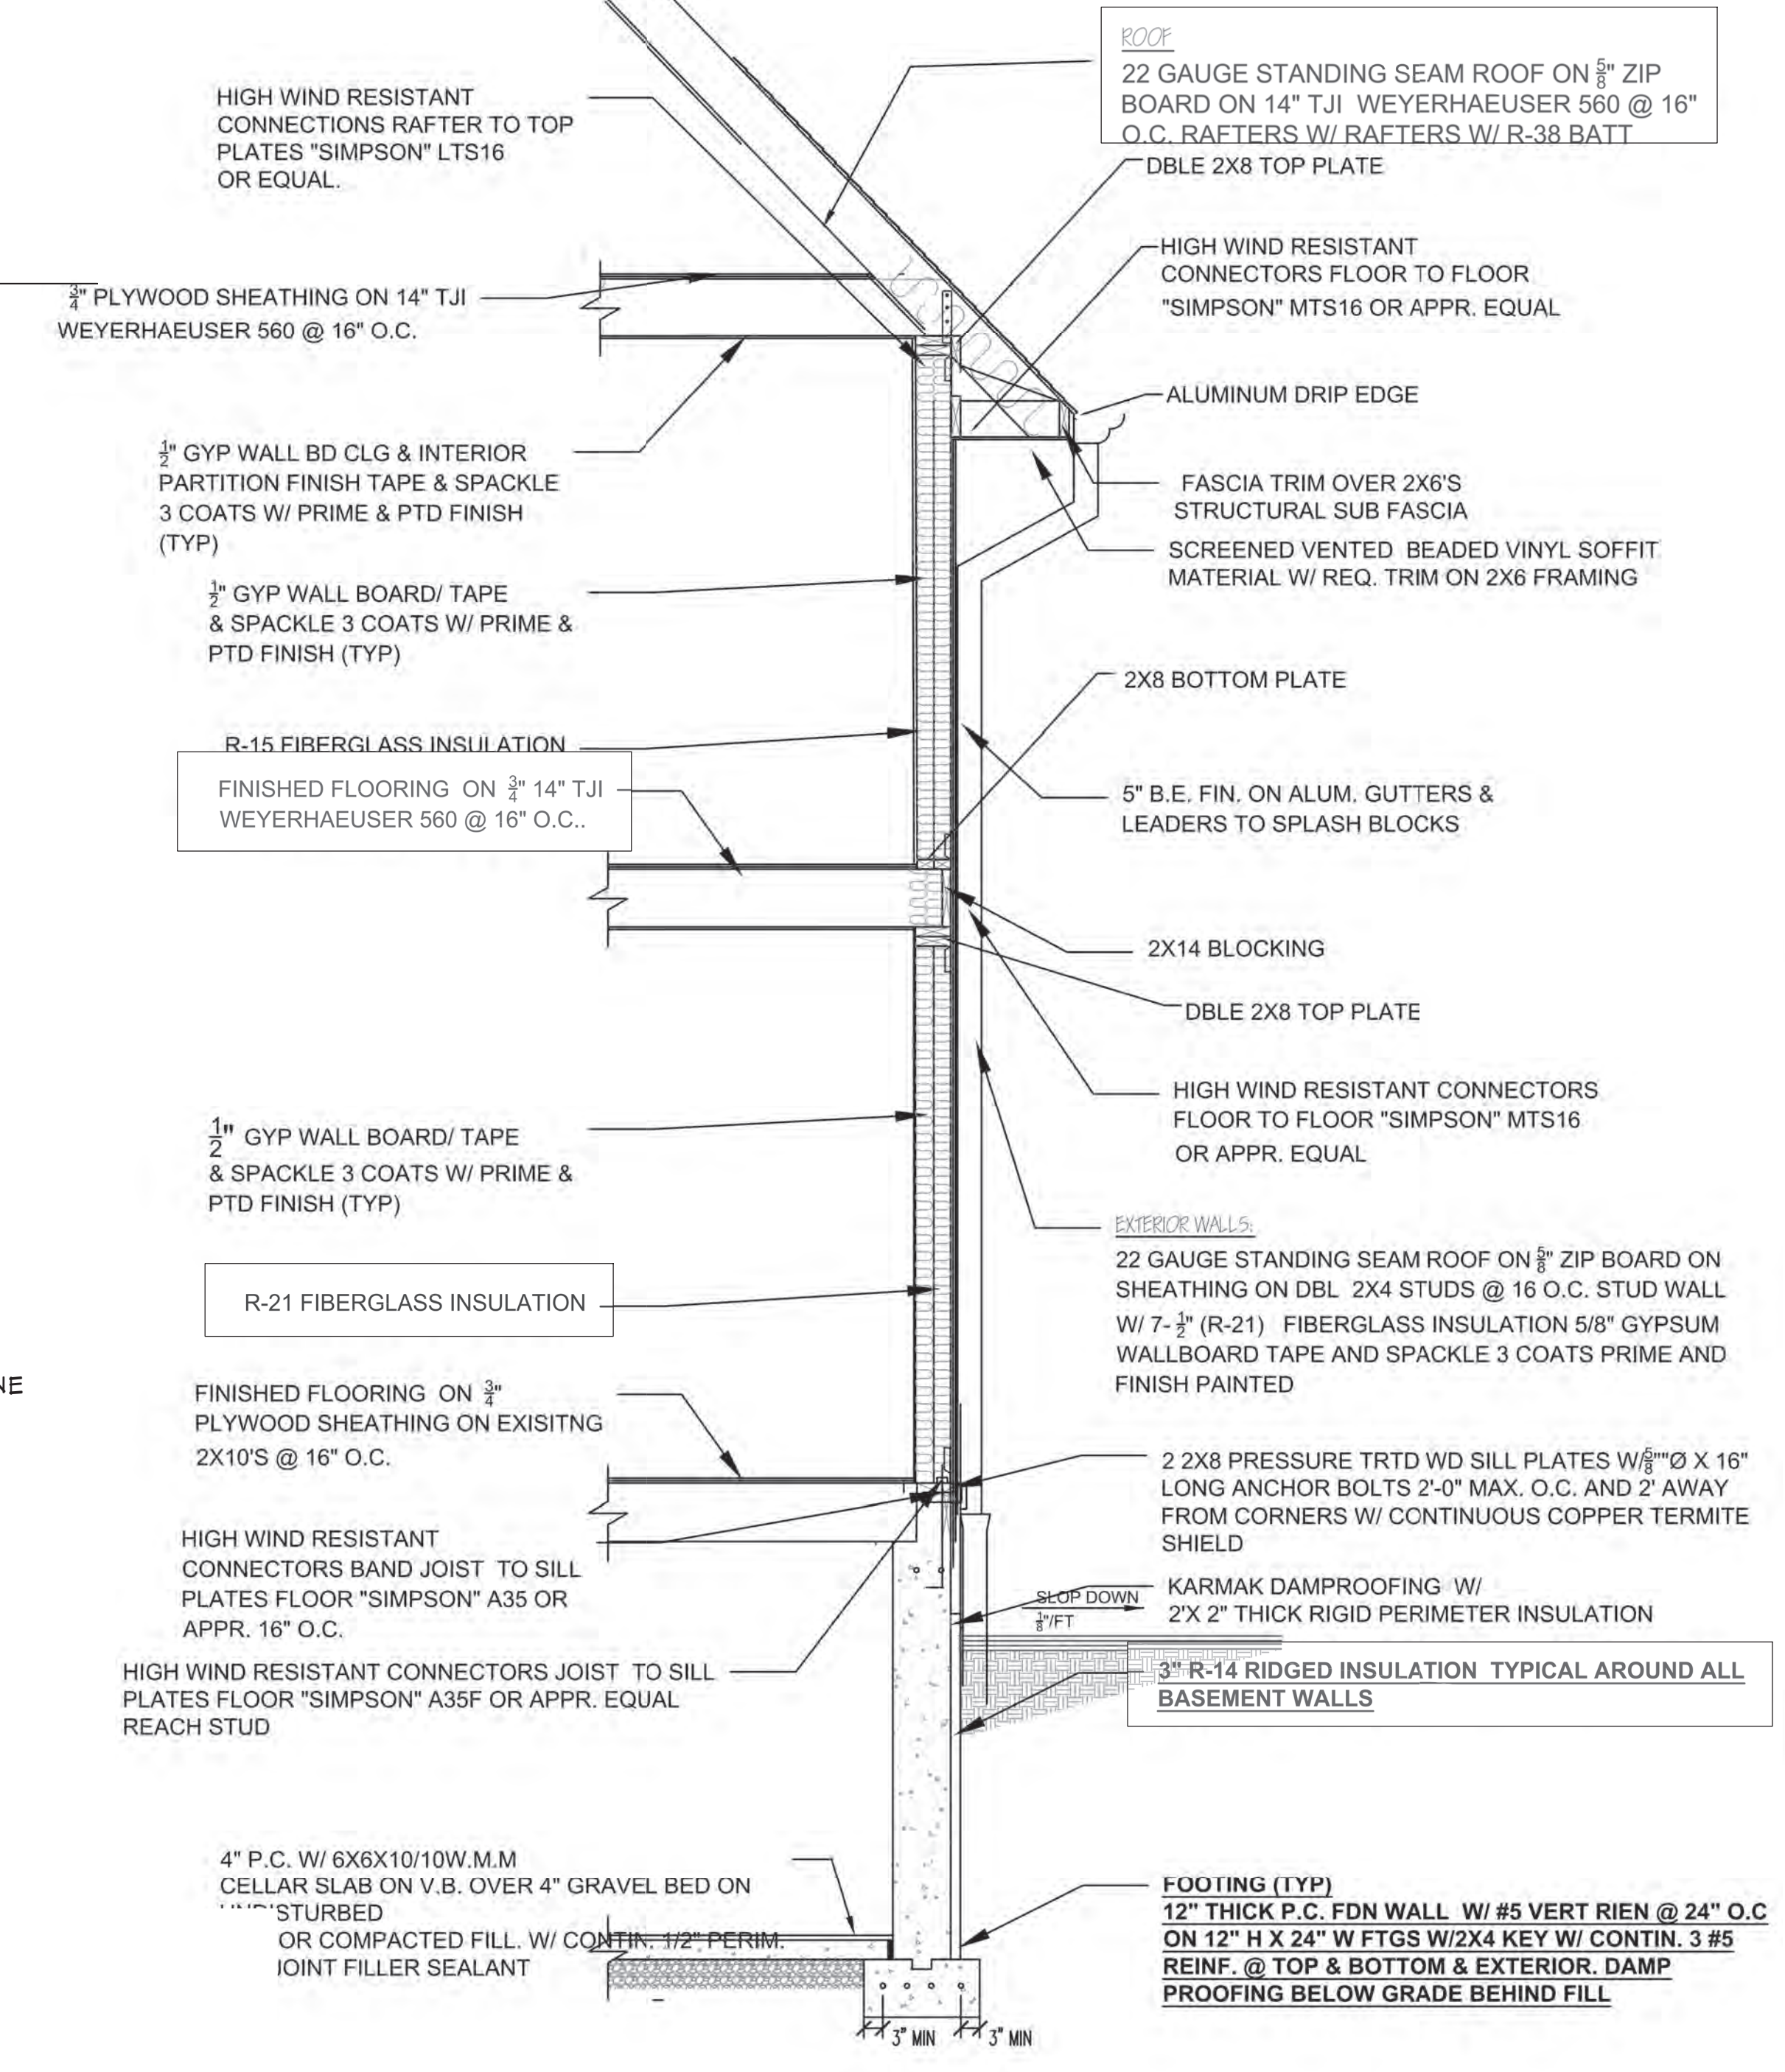 HIGH WIND RESISTANT
CONNECTIONS RAFTER TO TOP
PLATES "SIMPSON" LTS16
OR EQUAL.
3/4" PLYWOOD SHEATHING ON 14" TJI
WEYERHAEUSER 560 @ 16" O.C.
1/2" GYP WALL BD CLG & INTERIOR
PARTITION FINISH TAPE & SPACKLE
3 COATS W/ PRIME & PTD FINISH
(TYP)
1/2" GYP WALL BOARD/ TAPE
& SPACKLE 3 COATS W/ PRIME &
PTD FINISH (TYP)
R-15 FIBERGLASS INSULATION
FINISHED FLOORING ON 3/4" 14" TJI
WEYERHAEUSER 560 @ 16" O.C..
1/2" GYP WALL BOARD/ TAPE
& SPACKLE 3 COATS W/ PRIME &
PTD FINISH (TYP)
R-21 FIBERGLASS INSULATION
NE
FINISHED FLOORING ON 3/4"
PLYWOOD SHEATHING ON EXISITNG
2X10'S @ 16" O.C.
HIGH WIND RESISTANT
CONNECTORS BAND JOIST TO SILL
PLATES FLOOR "SIMPSON" A35 OR
APPR. 16" O.C.
HIGH WIND RESISTANT CONNECTORS JOIST TO SILL
PLATES FLOOR "SIMPSON" A35F OR APPR. EQUAL
REACH STUD
4" P.C. W/ 6X6X10/10W.M.M
CELLAR SLAB ON V.B. OVER 4" GRAVEL BED ON
STURBED
OR COMPACTED FILL. W/ CONTIN. 1/2" PERIM.
JOINT FILLER SEALANT
ROOF
22 GAUGE STANDING SEAM ROOF ON 5/8" ZIP
BOARD ON 14" TJI WEYERHAEUSER 560 @ 16"
O.C. RAFTERS W/ RAFTERS W/ R-38 BATT
DBLE 2X8 TOP PLATE
HIGH WIND RESISTANT
CONNECTORS FLOOR TO FLOOR
"SIMPSON" MTS16 OR APPR. EQUAL
ALUMINUM DRIP EDGE
FASCIA TRIM OVER 2X6'S
STRUCTURAL SUB FASCIA
SCREENED VENTED BEADED VINYL SOFFIT
MATERIAL W/ REQ. TRIM ON 2X6 FRAMING
2X8 BOTTOM PLATE
5" B.E. FIN. ON ALUM. GUTTERS &
LEADERS TO SPLASH BLOCKS
2X14 BLOCKING
DBLE 2X8 TOP PLATE
HIGH WIND RESISTANT CONNECTORS
FLOOR TO FLOOR "SIMPSON" MTS16
OR APPR. EQUAL
EXTERIOR WALLS:
22 GAUGE STANDING SEAM ROOF ON 5/8" ZIP BOARD ON
SHEATHING ON DBL 2X4 STUDS @ 16 O.C. STUD WALL
W/ 7- 1/2" (R-21) FIBERGLASS INSULATION 5/8" GYPSUM
WALLBOARD TAPE AND SPACKLE 3 COATS PRIME AND
FINISH PAINTED
2 2X8 PRESSURE TRTD WD SILL PLATES W/5/8""Ø X 16"
LONG ANCHOR BOLTS 2'-0" MAX. O.C. AND 2' AWAY
FROM CORNERS W/ CONTINUOUS COPPER TERMITE
SHIELD
KARMAK DAMPROOFING W/
2'X 2" THICK RIGID PERIMETER INSULATION
SLOP DOWN
1/8"/FT
3" R-14 RIDGED INSULATION TYPICAL AROUND ALL
BASEMENT WALLS
FOOTING (TYP)
12" THICK P.C. FDN WALL W/ #5 VERT RIEN @ 24" O.C
ON 12" H X 24" W FTGS W/2X4 KEY W/ CONTIN. 3 #5
REINF. @ TOP & BOTTOM & EXTERIOR. DAMP
PROOFING BELOW GRADE BEHIND FILL
3" MIN
3" MIN